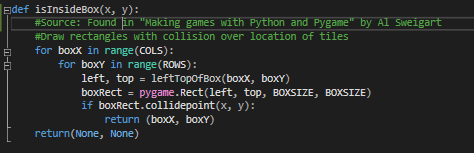 def isInsideBox(x, y):
    #Source: Found in "Making games with Python and Pygame" by Al Sweigart
    #Draw rectangles with collision over location of tiles
    for boxX in range(COLS):
        for boxY in range(ROWS):
            left, top = leftTopOfBox(boxX, boxY)
            boxRect = pygame.Rect(left, top, BOXSIZE, BOXSIZE)
            if boxRect.collidepoint(x, y):
                return (boxX, boxY)
    return(None, None)